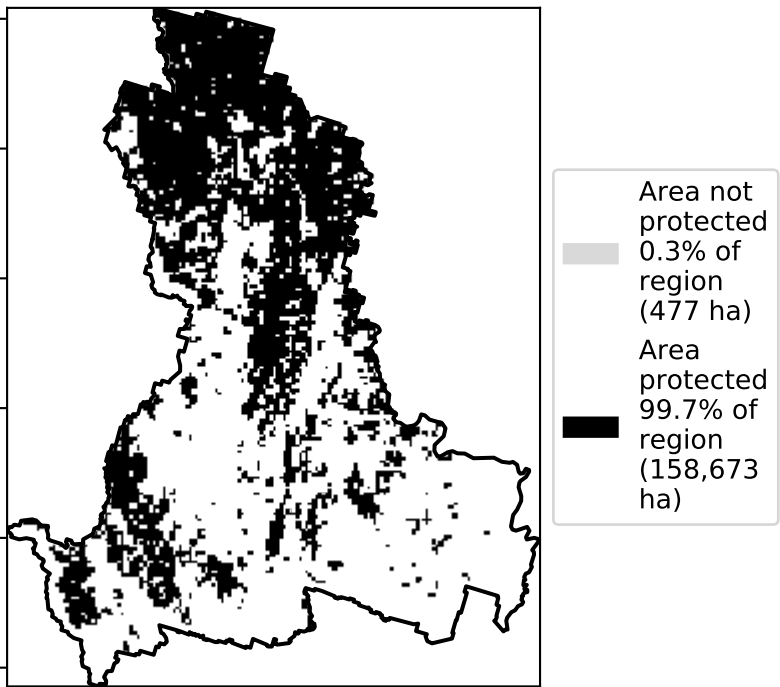 Area not
protected
0.3% of
region
(477 ha)
Area
protected
99.7% of
region
(158,673
ha)